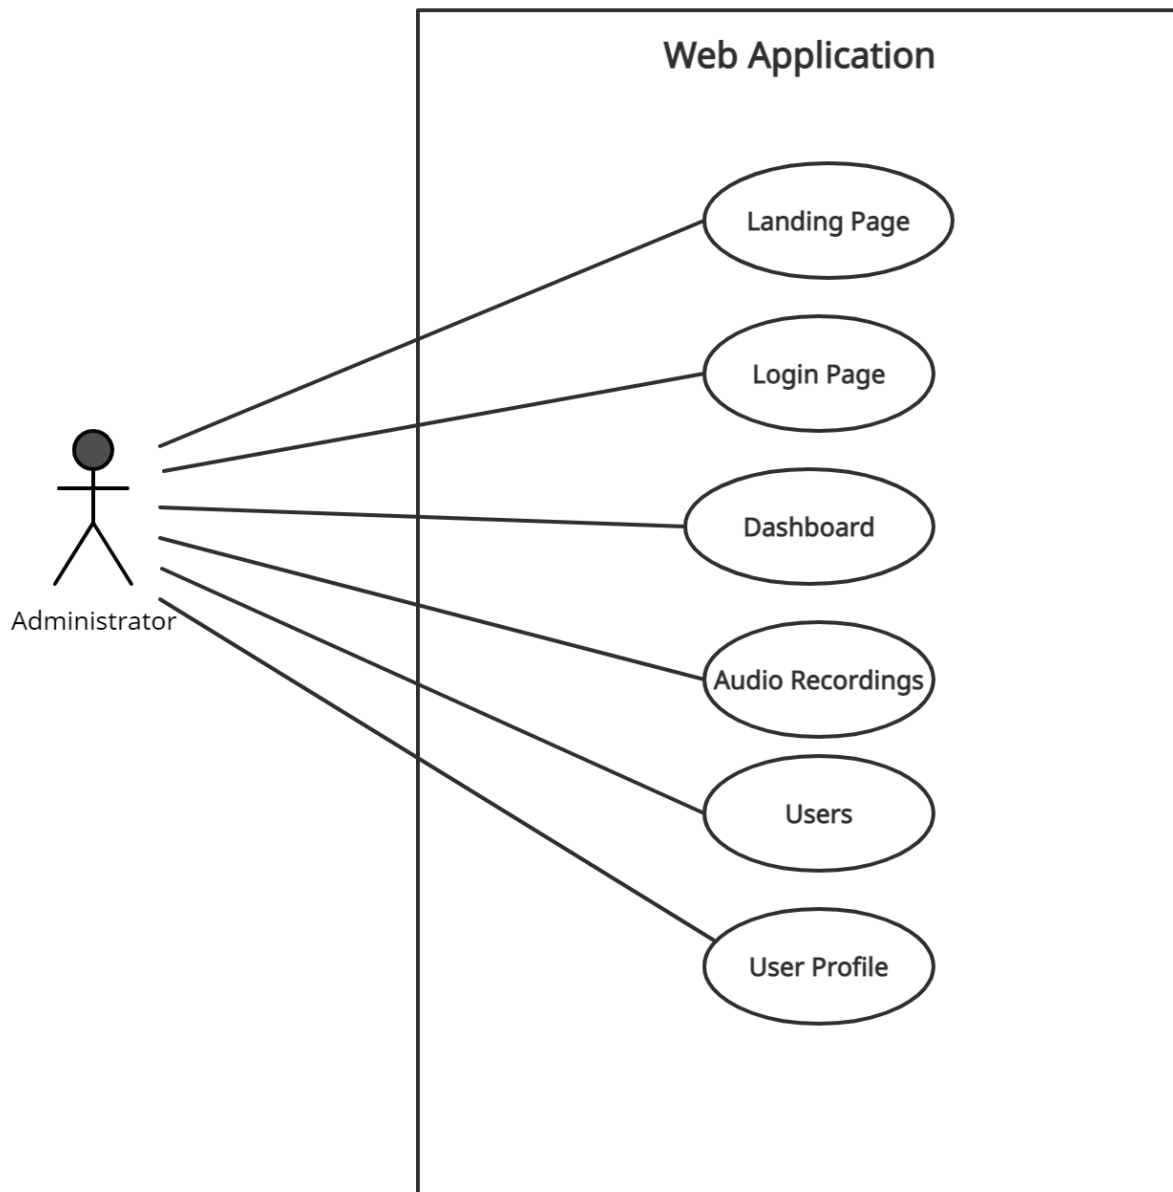 Web Application
Landing Page
Login Page
Dashboard
Administrator
Audio Recordings
Users
User Profile